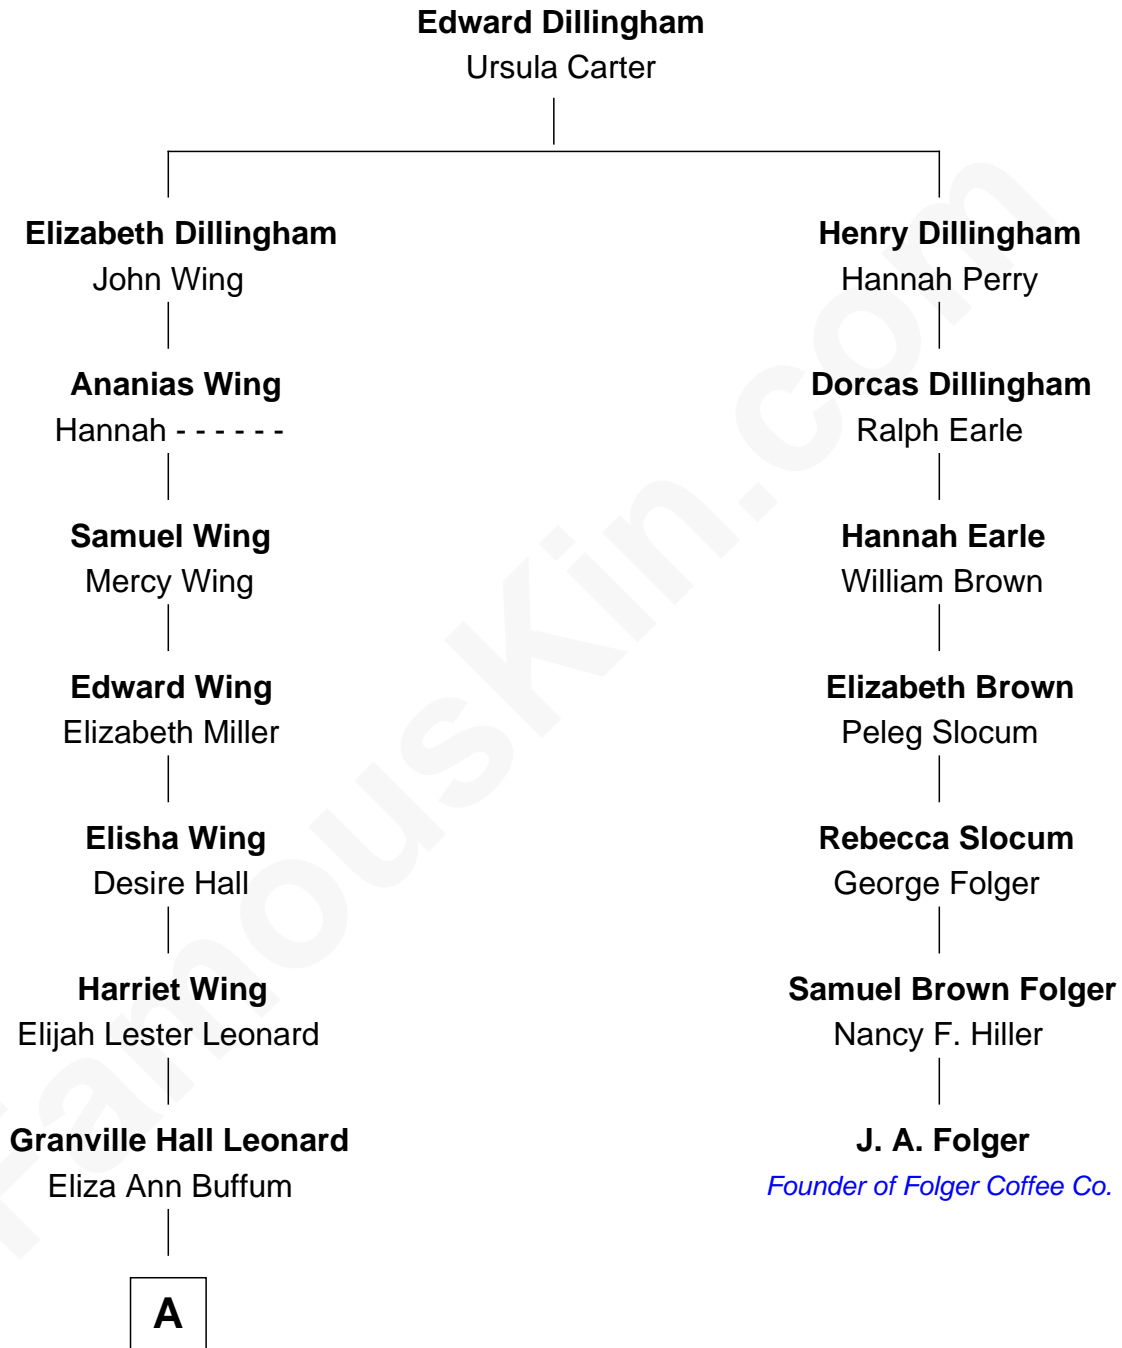 Edward Dillingham
Ursula Carter
Elizabeth Dillingham
John Wing
Henry Dillingham
Hannah Perry
Ananias Wing
Hannah - - - - - -
Dorcas Dillingham
Ralph Earle
Samuel Wing
Mercy Wing
Hannah Earle
William Brown
Edward Wing
Elizabeth Miller
Elizabeth Brown
Peleg Slocum
Elisha Wing
Desire Hall
Rebecca Slocum
George Folger
Harriet Wing
Elijah Lester Leonard
Samuel Brown Folger
Nancy F. Hiller
Granville Hall Leonard
Eliza Ann Buffum
J. A. Folger
Founder of Folger Coffee Co.
A
FamousKin.com